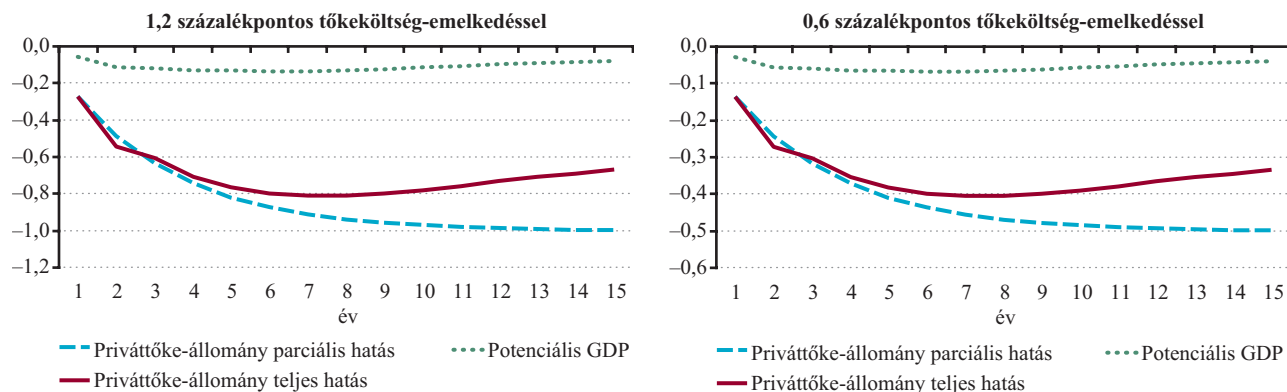 1,2 százalékpontos tőkeköltség-emelkedéssel
0,0
–0,2
–0,4
–0,6
–0,8
–1,0
–1,2
1 2 3 4 5 6 7 8 9 10 11 12 13 14 15
év
Priváttőke-állomány parciális hatás
Potenciális GDP
Priváttőke-állomány teljes hatás
0,6 százalékpontos tőkeköltség-emelkedéssel
0,0
–0,1
–0,2
–0,3
–0,4
–0,5
–0,6
1 2 3 4 5 6 7 8 9 10 11 12 13 14 15
év
Priváttőke-állomány parciális hatás
Potenciális GDP
Priváttőke-állomány teljes hatás